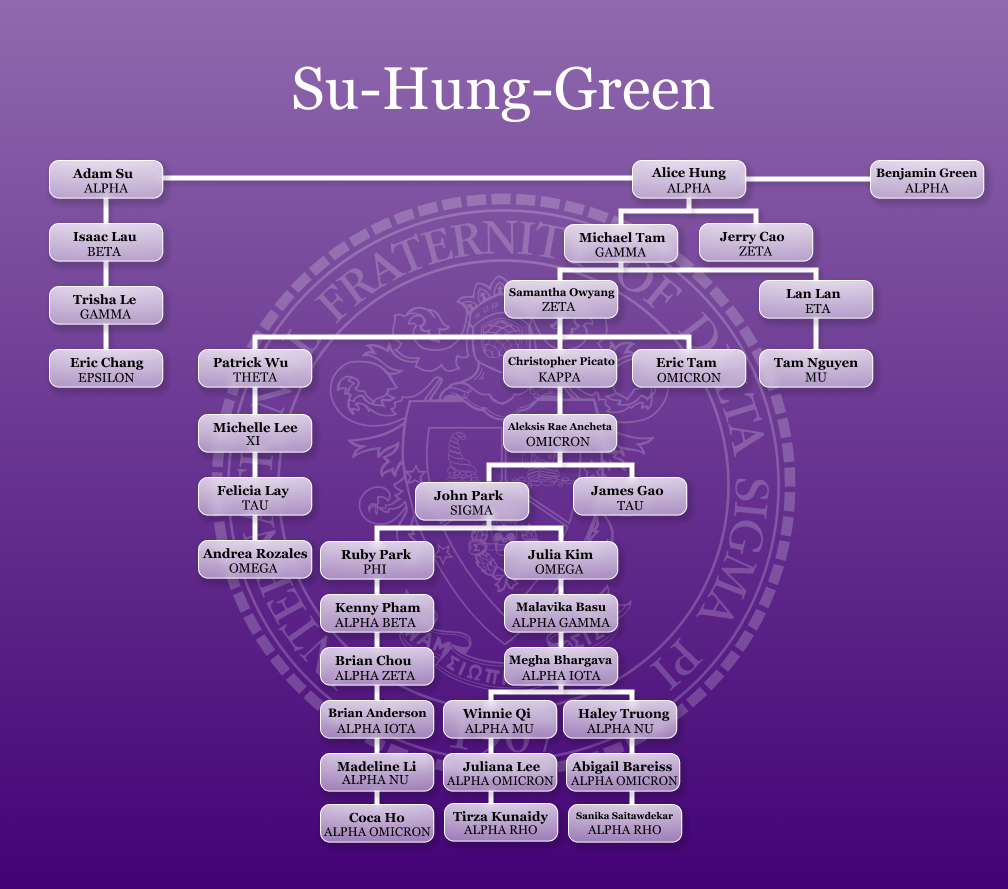 Su-Hung-Green
Adam Su
ALPHA
Alice Hung
ALPHA
Benjamin Green
ALPHA
Isaac Lau
BETA
Michael Tam
GAMMA
Jerry Cao
ZETA
Trisha Le
GAMMA
Samantha Owyang
ZETA
Lan Lan
ETA
Eric Chang
EPSILON
Patrick Wu
THETA
Christopher Picato
KAPPA
Eric Tam
OMICRON
Tam Nguyen
MU
Michelle Lee
XI
Aleksis Rae Ancheta
OMICRON
Felicia Lay
TAU
John Park
SIGMA
James Gao
TAU
Andrea Rozales
OMEGA
Ruby Park
PHI
Julia Kim
OMEGA
Kenny Pham
ALPHA BETA
Malavika Basu
ALPHA GAMMA
Brian Chou
ALPHA ZETA
Megha Bhargava
ALPHA IOTA
Brian Anderson
ALPHA IOTA
Winnie Qi
ALPHA MU
Haley Truong
ALPHA NU
Madeline Li
ALPHA NU
Juliana Lee
ALPHA OMICRON
Abigail Bareiss
ALPHA OMICRON
Coca Ho
ALPHA OMICRON
Tirza Kunaidy
ALPHA RHO
Sanika Saitawdekar
ALPHA RHO
FRATERNITY OF DELTA SIGMA PI